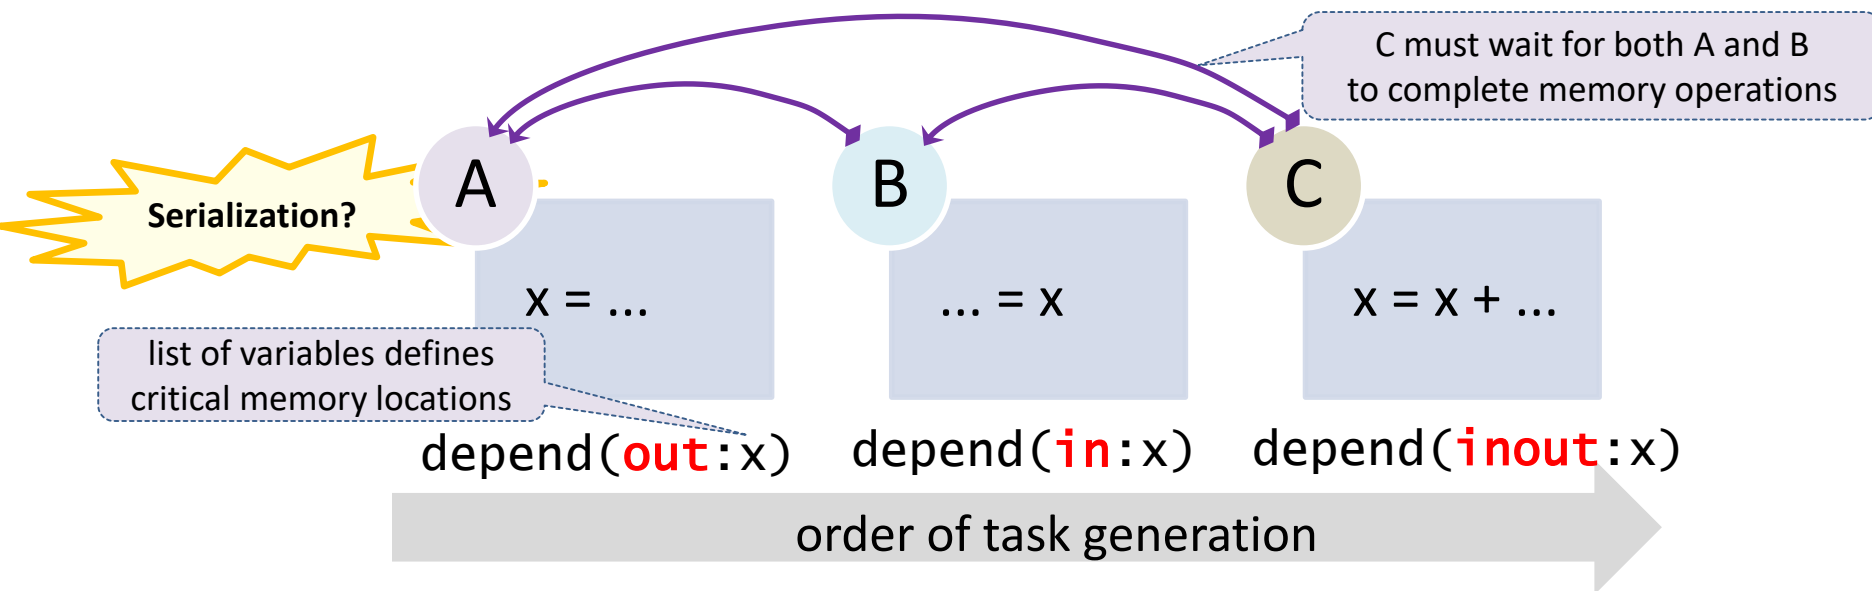 C must wait for both A and B
to complete memory operations
A
B
C
Serialization?
x = ...
... = x
x = x + ...
list of variables defines
critical memory locations
depend(out:x)
depend(in:x)
depend(inout:x)
order of task generation